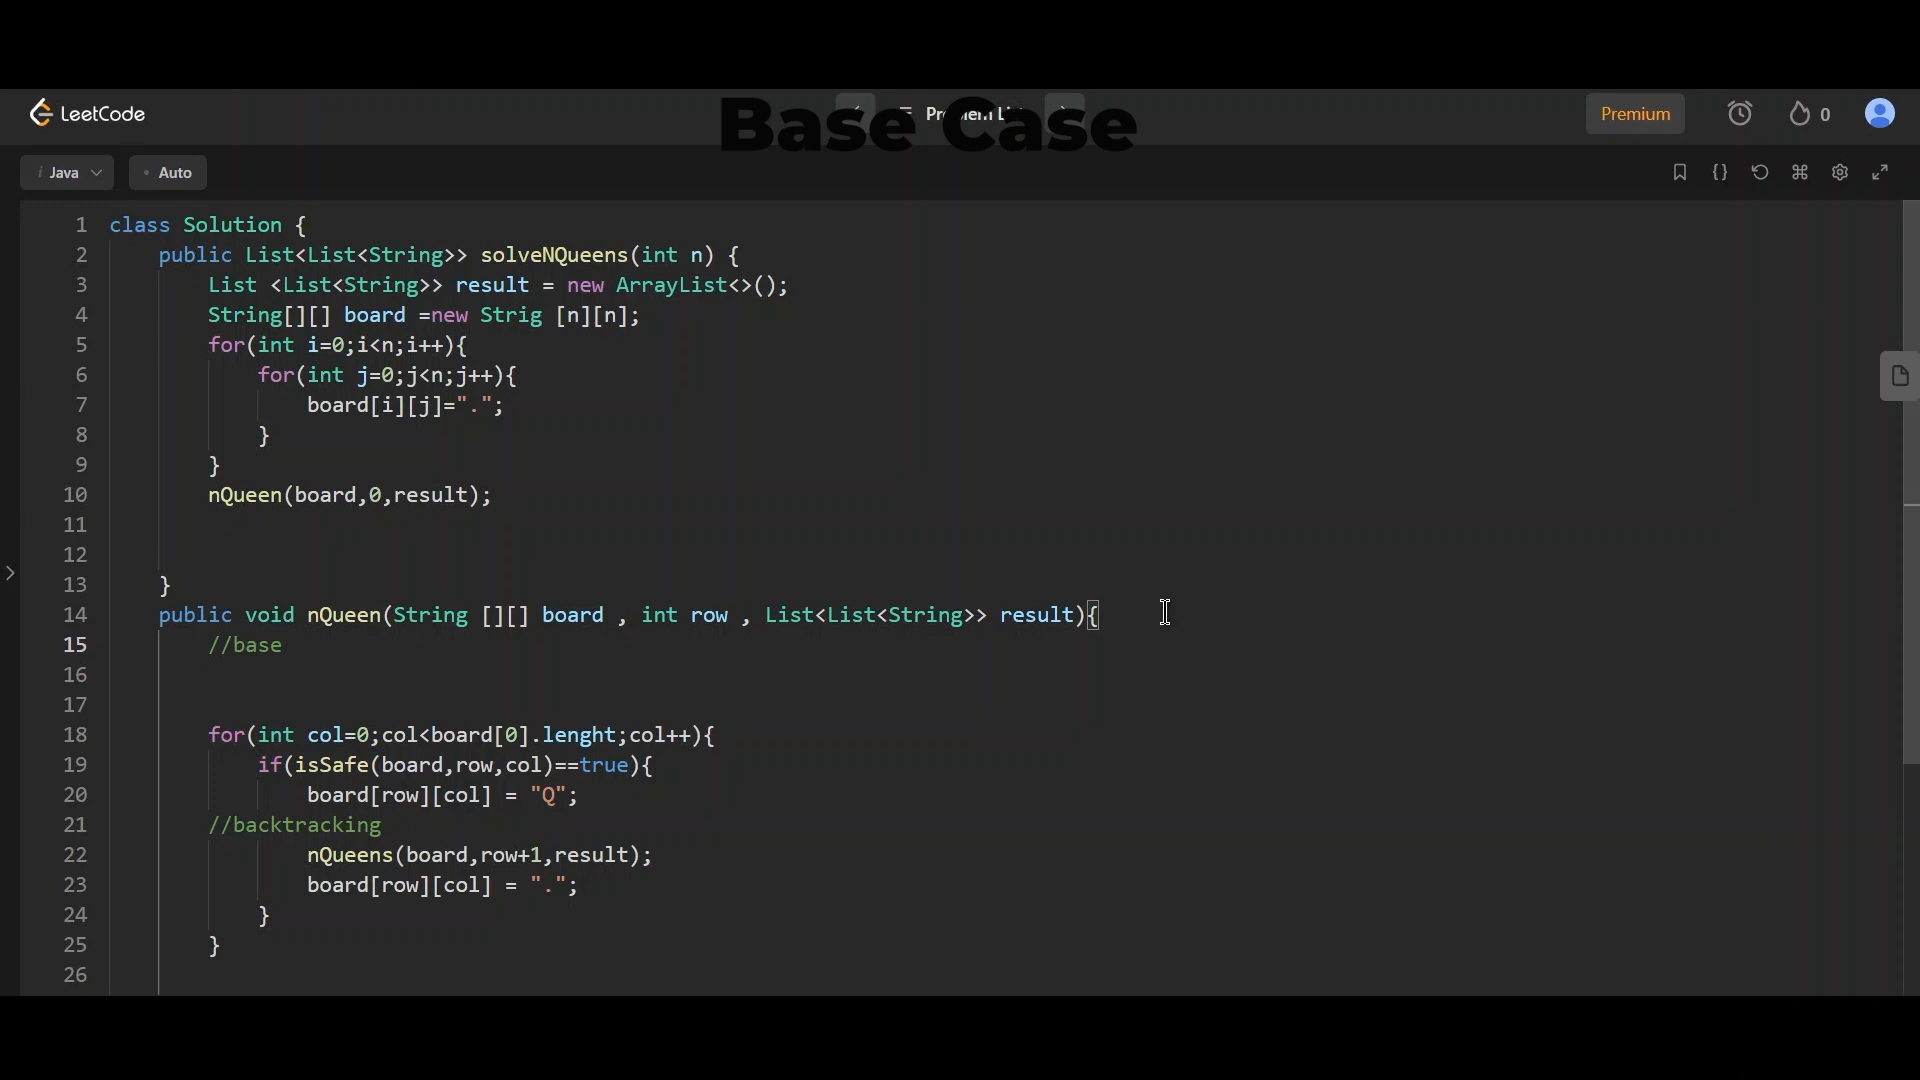 Base Case
LeetCode
Premium
0
Java
Auto
1 class Solution {
2 public List<List<String>> solveNQueens(int n) {
3 List <List<String>> result = new ArrayList<>();
4 String[][] board =new Strig [n][n];
5 for(int i=0;i<n;i++){
6 for(int j=0;j<n;j++){
7 board[i][j]=".";
8 }
9 }
10 nQueen(board,0,result);
11
12
13 }
14 public void nQueen(String [][] board , int row , List<List<String>> result){
15 //base
16
17
18 for(int col=0;col<board[0].lenght;col++){
19 if(isSafe(board,row,col)==true){
20 board[row][col] = "Q";
21 //backtracking
22 nQueens(board,row+1,result);
23 board[row][col] = ".";
24 }
25 }
26